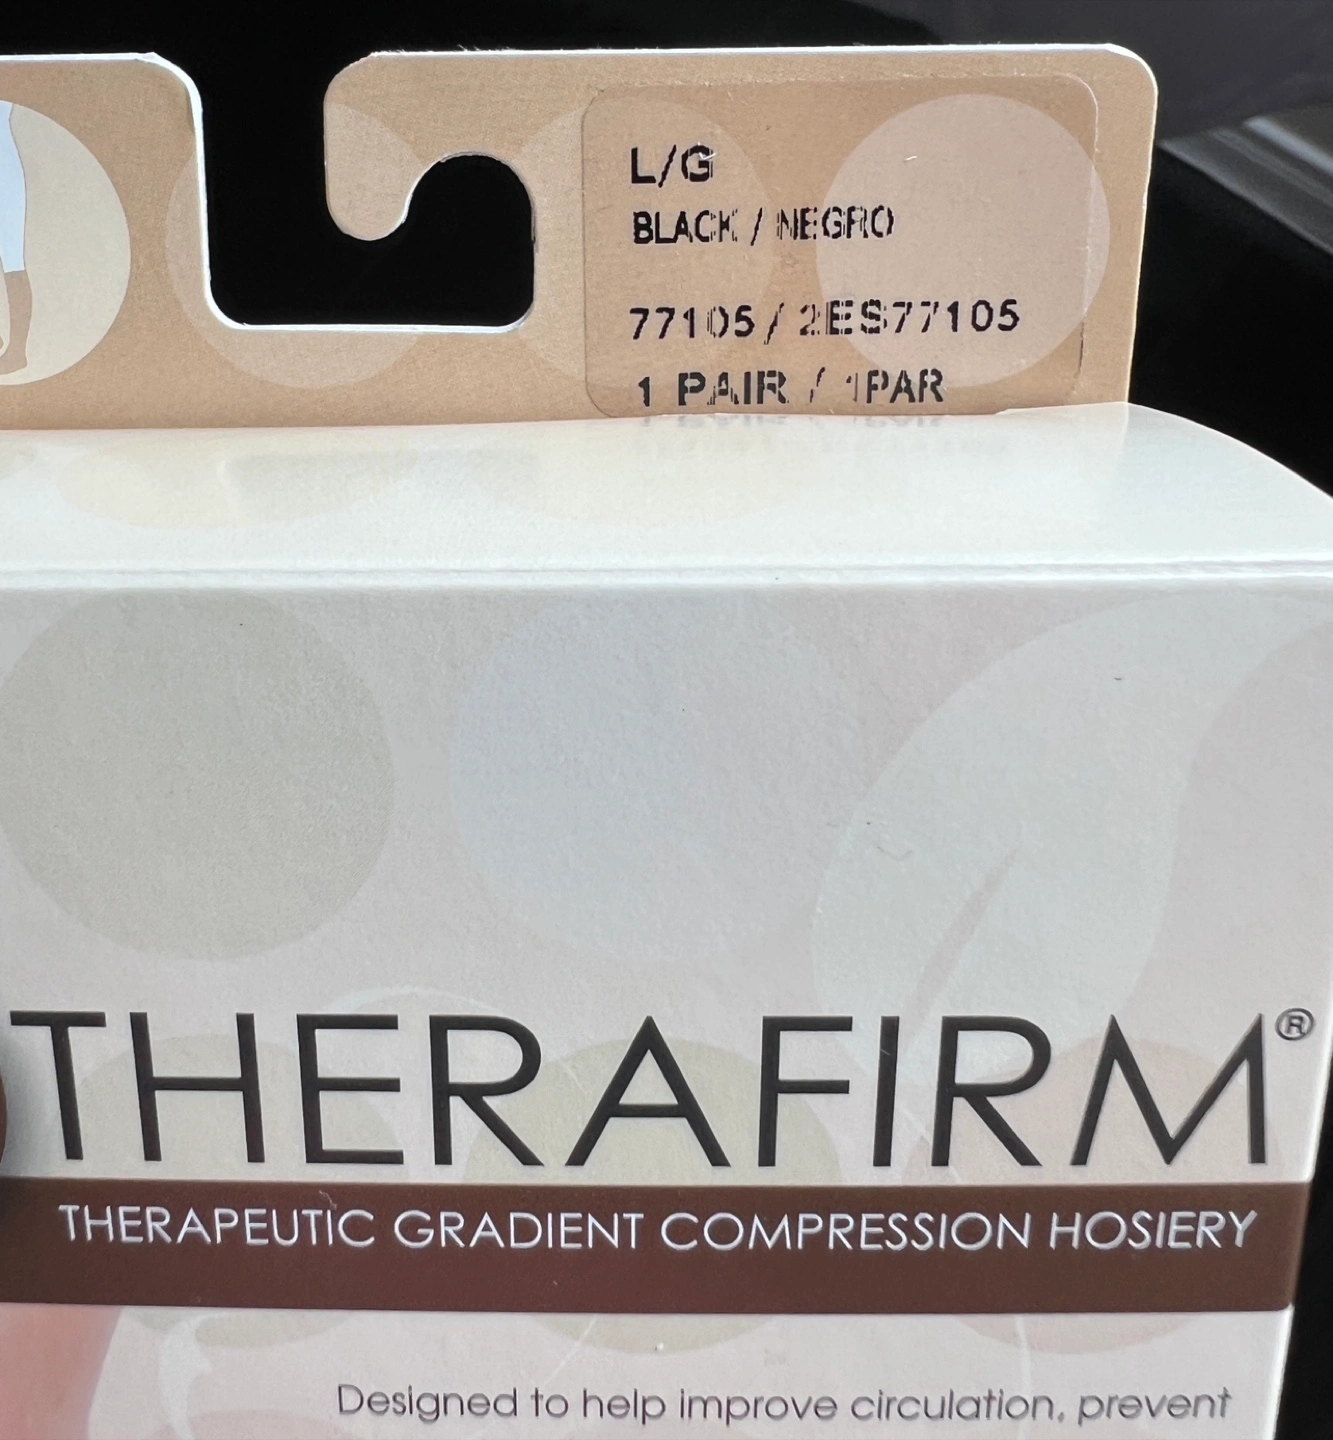 L/G
BLACK / NEGRO
77105 / 2ES77105
1 PAIR / 1PAR
THERAFIRM®
THERAPEUTIC GRADIENT COMPRESSION HOSIERY
Designed to help improve circulation, prevent